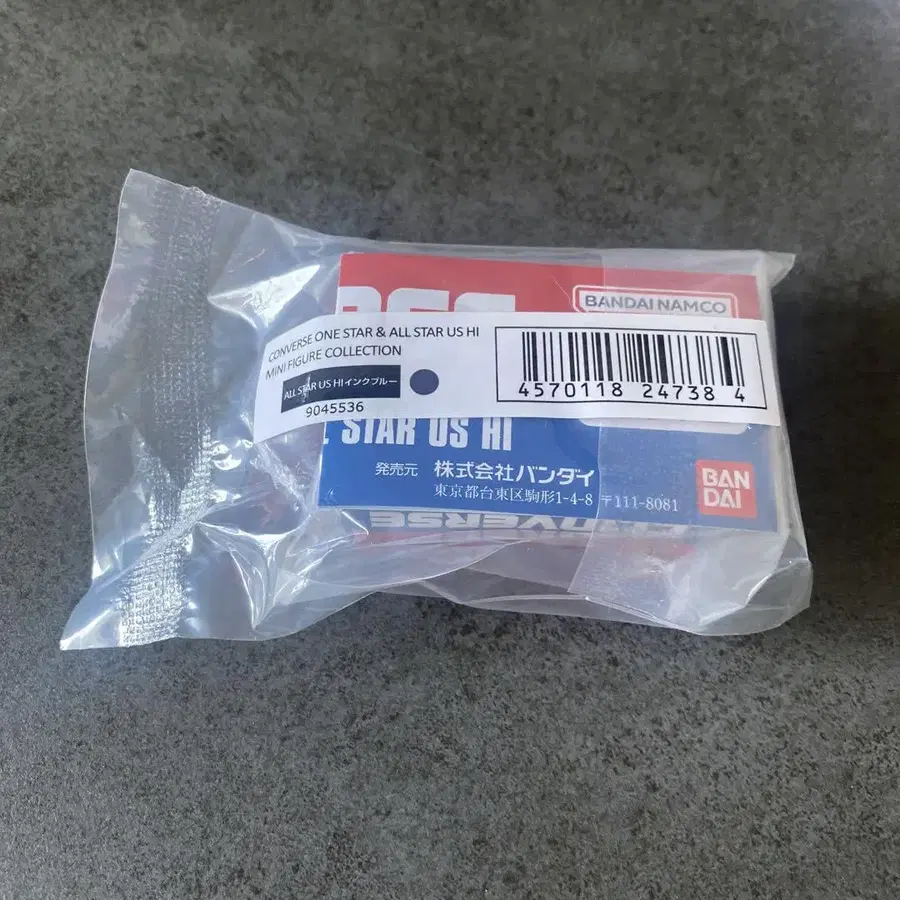 BANDAI NAMCO
CONVERSE ONE STAR & ALL STAR US HI
MINI FIGURE COLLECTION
ALL STAR US HI インクブルー
9045536
4570118 24738 4
STAR US HI
発売元 株式会社バンダイ
東京都台東区駒形1-4-8 〒111-8081
BAN
DAI
CONVERSE